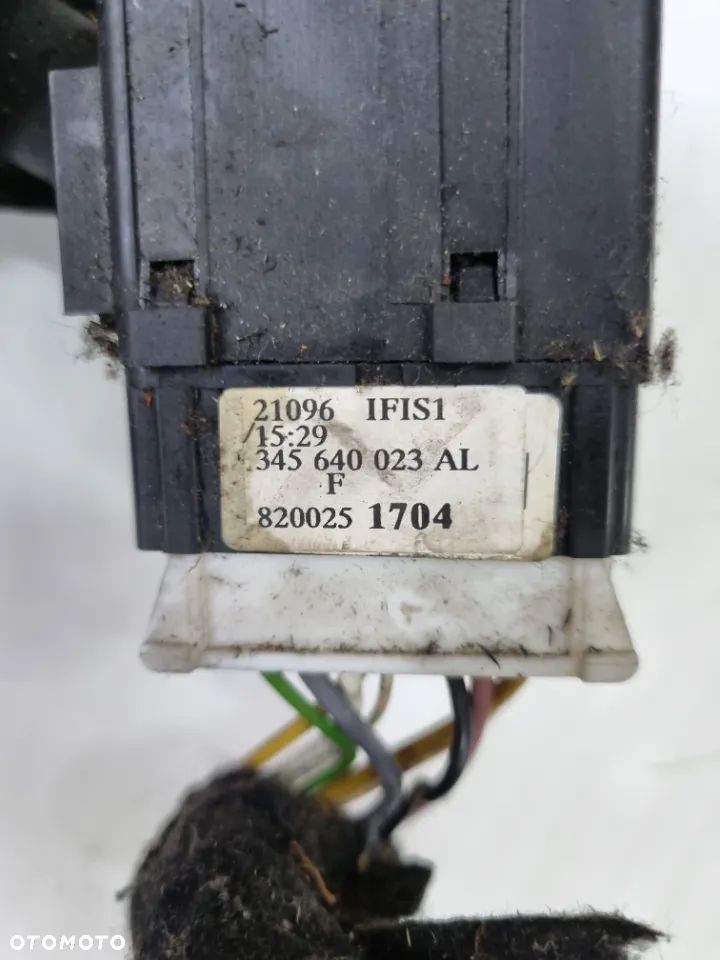 21096 IFIS1
/15:29
345 640 023 AL
F
820025 1704
OTOMOTO